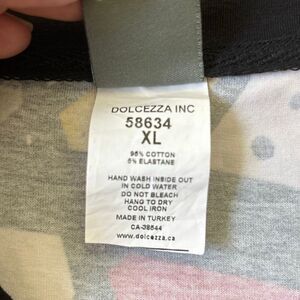 DOLCEZZA INC
58634
XL
95% COTTON
5% ELASTANE
HAND WASH INSIDE OUT
IN COLD WATER
DO NOT BLEACH
HANG TO DRY
COOL IRON
MADE IN TURKEY
CA-38544
www.dolcezza.ca